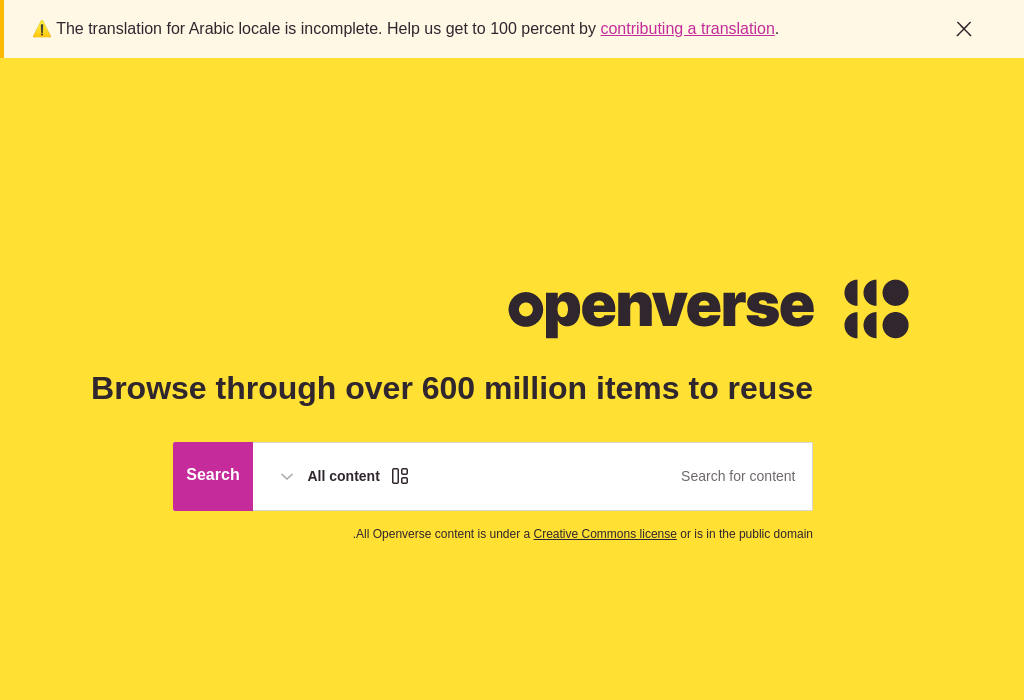 ⚠️ The translation for Arabic locale is incomplete. Help us get to 100 percent by contributing a translation.
openverse
Browse through over 600 million items to reuse
Search All content Search for content
.All Openverse content is under a Creative Commons license or is in the public domain